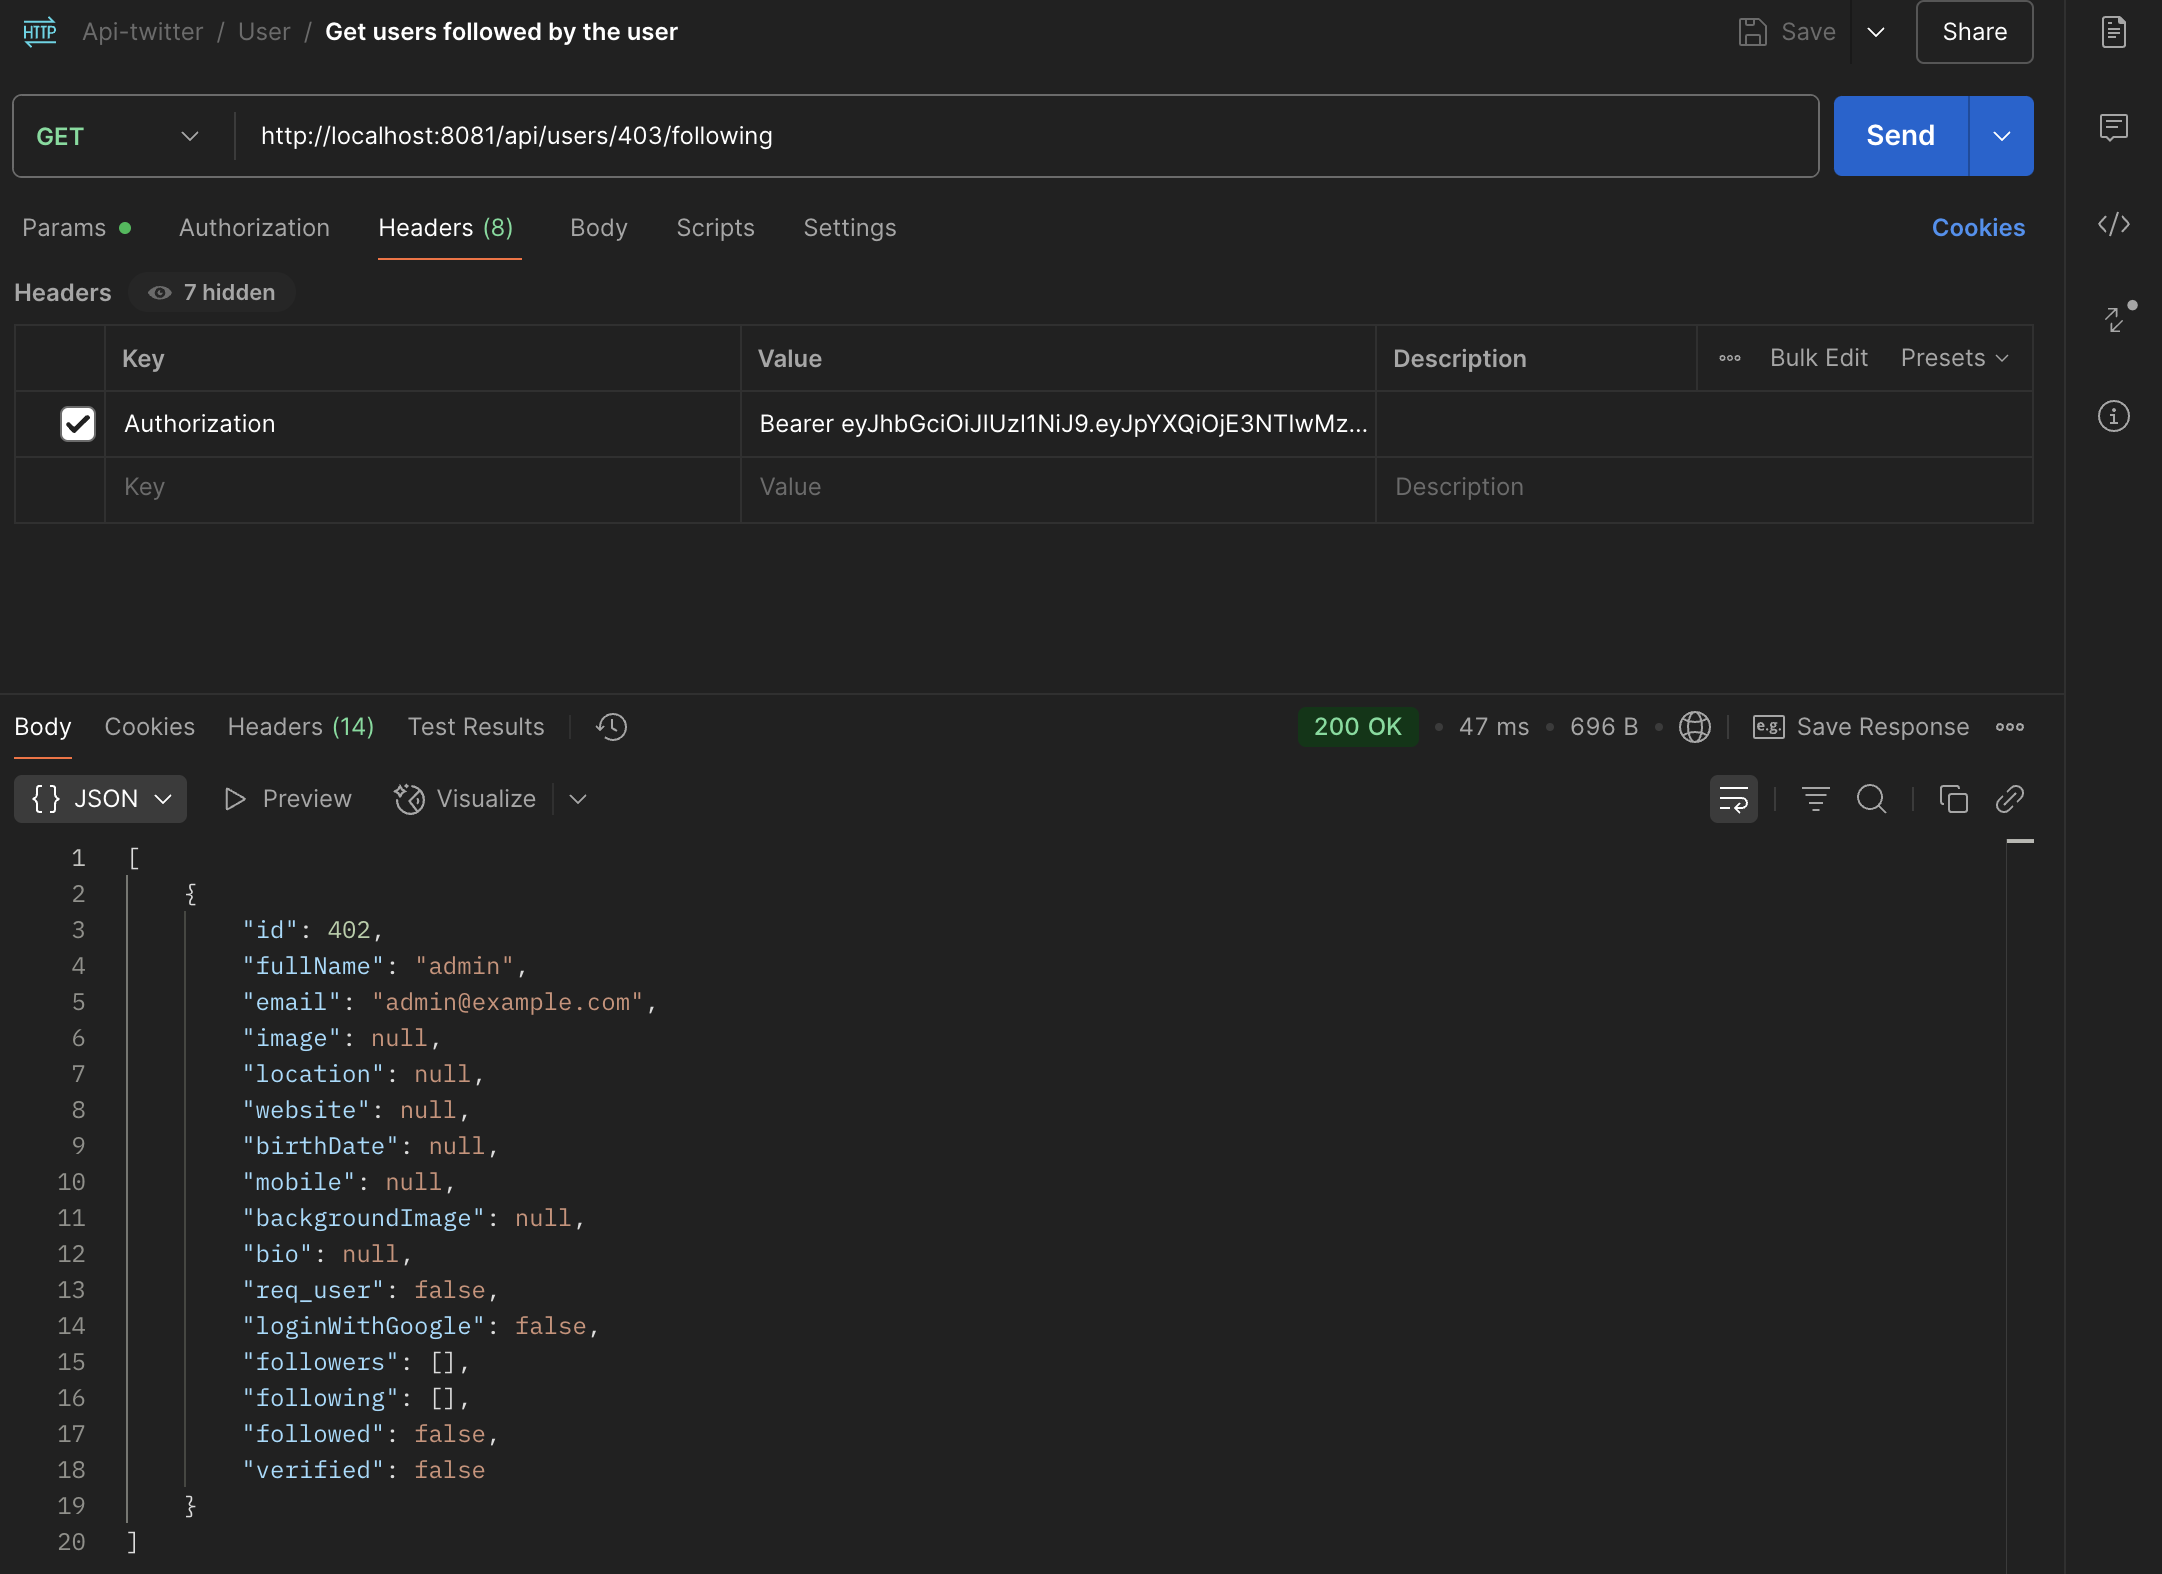 HTTP Api-twitter / User / Get users followed by the user Save Share
GET http://localhost:8081/api/users/403/following Send
Params Authorization Headers (8) Body Scripts Settings Cookies
Headers 7 hidden
Key Value Description Bulk Edit Presets
Authorization Bearer eyJhbGciOiJIUzI1NiJ9.eyJpYXQiOjE3NTIwMz...
Key Value Description
Body Cookies Headers (14) Test Results 200 OK • 47 ms • 696 B • e.g. Save Response
{} JSON Preview Visualize
1 [
2 {
3 "id": 402,
4 "fullName": "admin",
5 "email": "admin@example.com",
6 "image": null,
7 "location": null,
8 "website": null,
9 "birthDate": null,
10 "mobile": null,
11 "backgroundImage": null,
12 "bio": null,
13 "req_user": false,
14 "loginWithGoogle": false,
15 "followers": [],
16 "following": [],
17 "followed": false,
18 "verified": false
19 }
20 ]